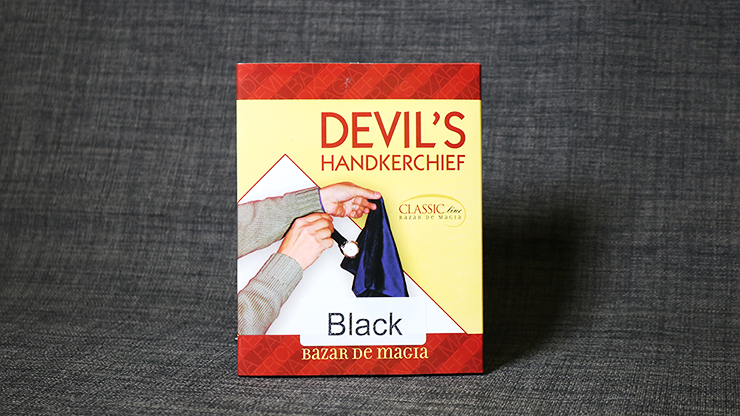 DEVIL'S
HANDKERCHIEF
CLASSIC line
BAZAR DE MAGIA
Black
BAZAR DE MAGIA